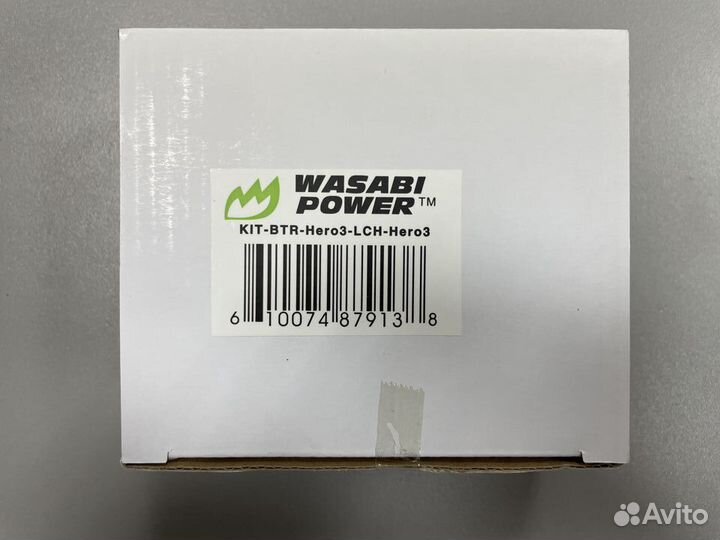 WASABI
POWER™
KIT-BTR-Hero3-LCH-Hero3
6 10074 87913 8
Avito